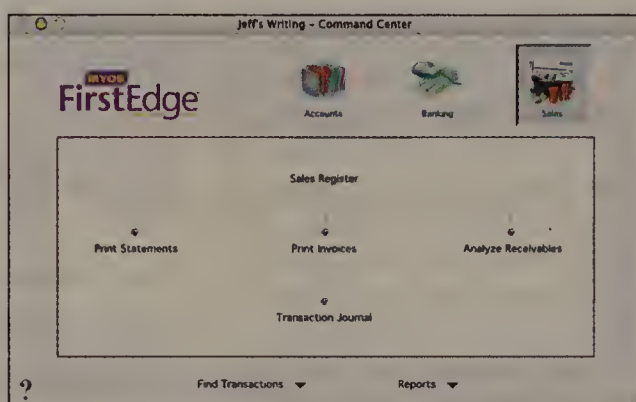 Jeff's Writing – Command Center
MYOB
FirstEdge
Accounts
Banking
Sales
Sales Register
Print Statements
Print Invoices
Analyze Receivables
Transaction Journal
?
Find Transactions
Reports